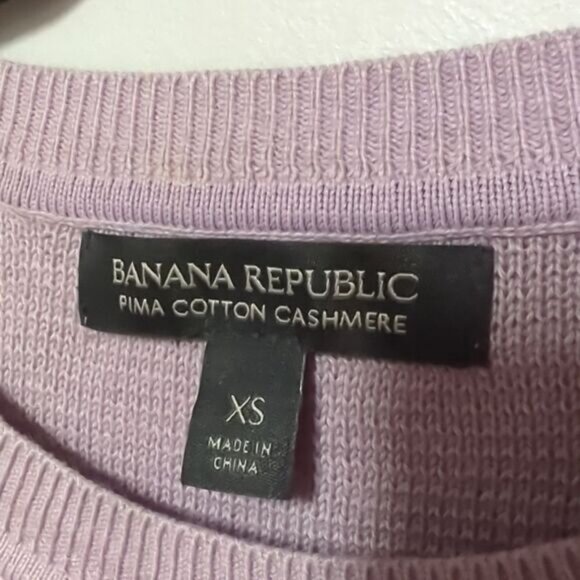 BANANA REPUBLIC
PIMA COTTON CASHMERE
XS
MADE IN
CHINA